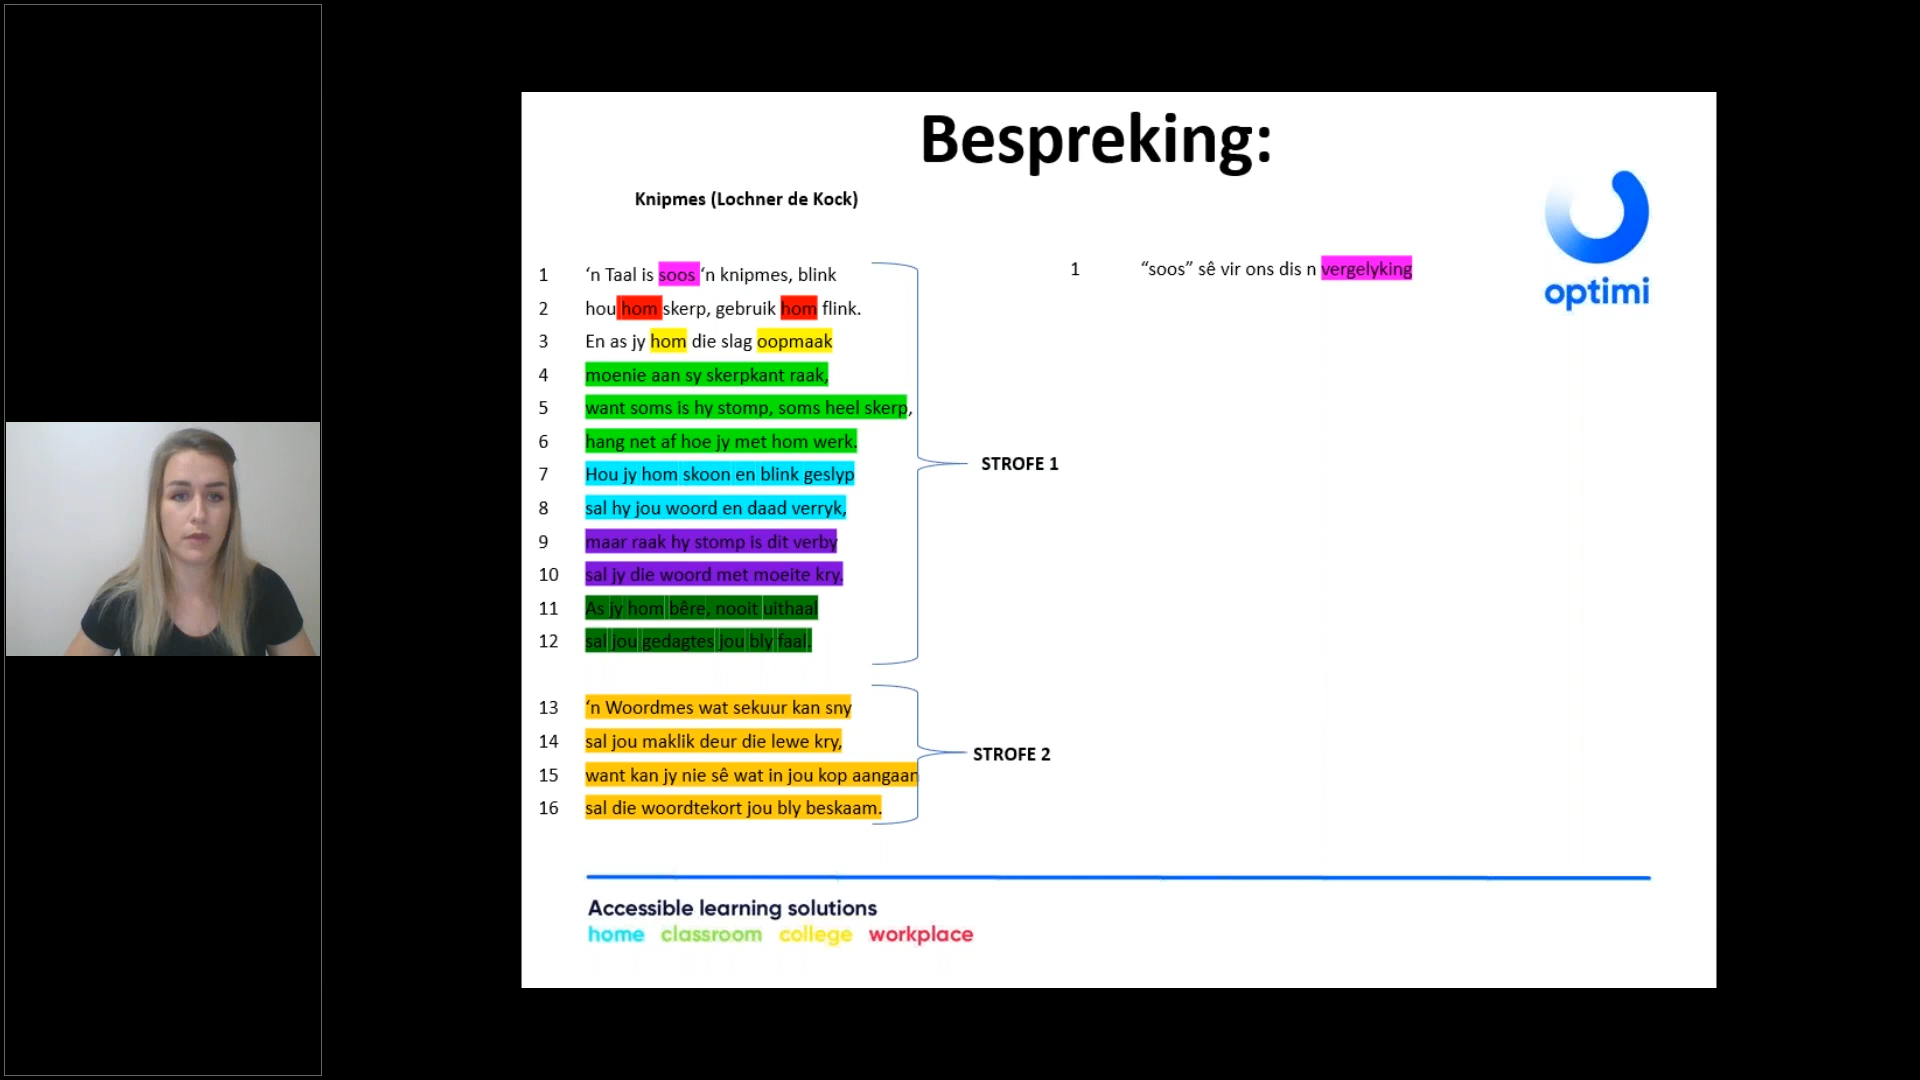 Bespreking:
Knipmes (Lochner de Kock)
1 ‘n Taal is soos ‘n knipmes, blink
2 hou hom skerp, gebruik hom flink.
3 En as jy hom die slag oopmaak
4 moenie aan sy skerpkant raak,
5 want soms is hy stomp, soms heel skerp,
6 hang net af hoe jy met hom werk.
7 Hou jy hom skoon en blink geslyp
8 sal hy jou woord en daad verryk,
9 maar raak hy stomp is dit verby
10 sal jy die woord met moeite kry.
11 As jy hom bêre, nooit uithaal
12 sal jou gedagtes jou bly faal.
STROFE 1
13 ‘n Woordmes wat sekuur kan sny
14 sal jou maklik deur die lewe kry,
15 want kan jy nie sê wat in jou kop aangaan
16 sal die woordtekort jou bly beskaam.
STROFE 2
1 “soos” sê vir ons dis n vergelyking
optimi
Accessible learning solutions
home classroom college workplace